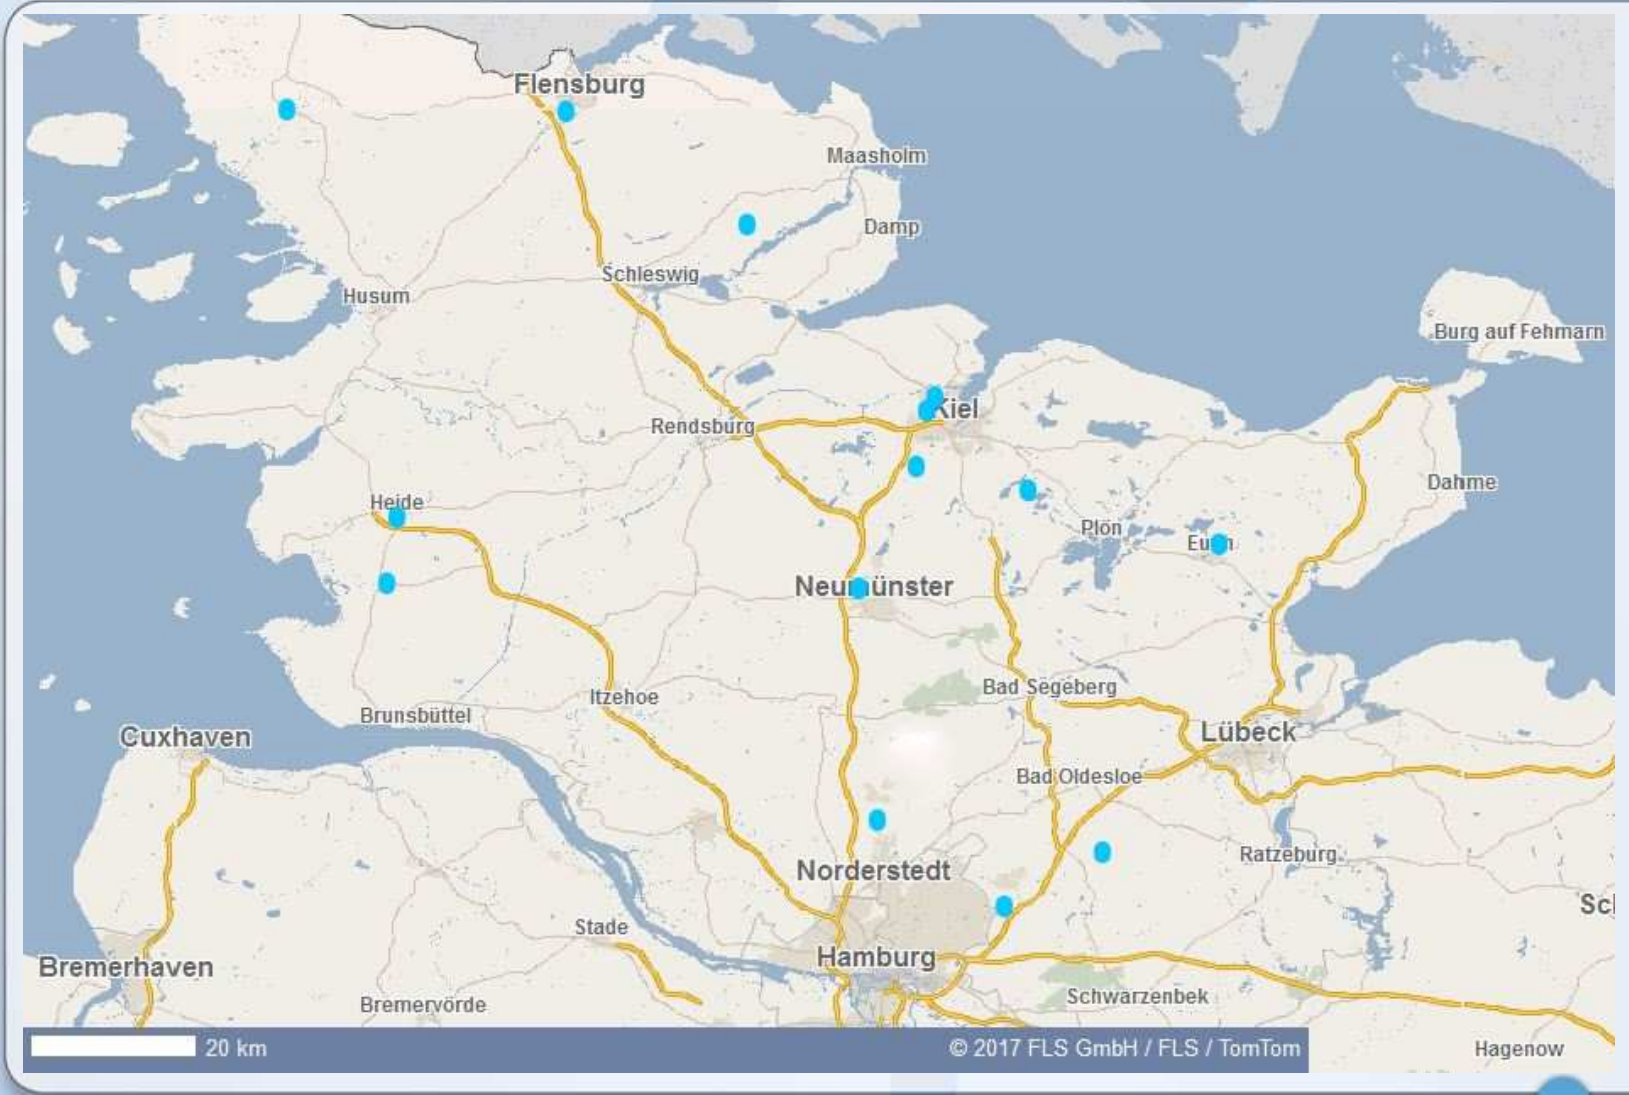 Flensburg
Maasholm
Damp
Schleswig
Husum
Burg auf Fehmarn
Kiel
Rendsburg
Dahme
Heide
Plön
Neumünster
Bad Segeberg
Itzehoe
Brunsbüttel
Cuxhaven
Lübeck
Bad Oldesloe
Ratzeburg
Norderstedt
Stade
Hamburg
Bremerhaven
Schwarzenbek
Bremervörde
20 km
© 2017 FLS GmbH / FLS / TomTom
Hagenow